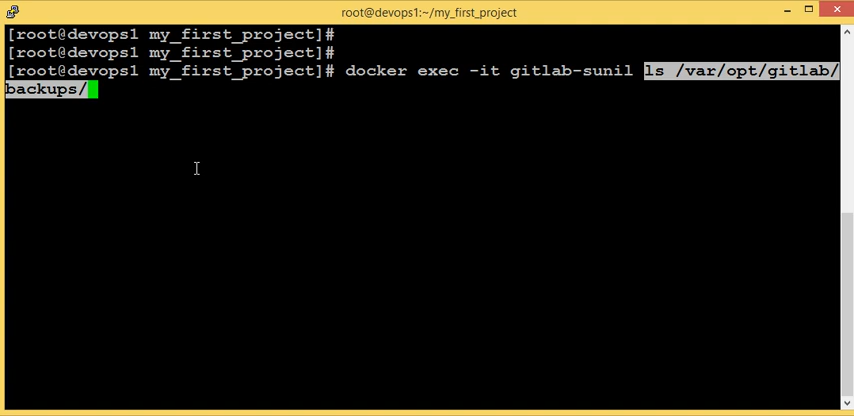 root@devops1:~/my_first_project
[root@devops1 my_first_project]#
[root@devops1 my_first_project]#
[root@devops1 my_first_project]# docker exec -it gitlab-sunil ls /var/opt/gitlab/
backups/